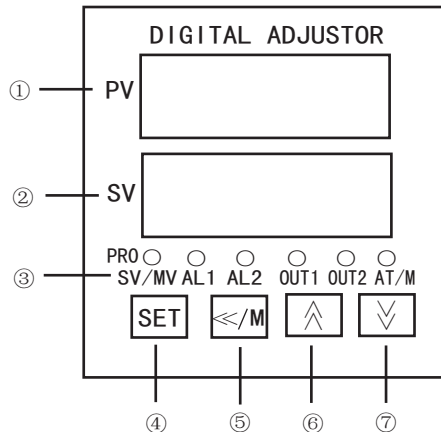 DIGITAL ADJUSTOR
① PV
② SV
PRO
③ SV/MV AL1 AL2 OUT1 OUT2 AT/M
SET ≪/M
④ ⑤ ⑥ ⑦